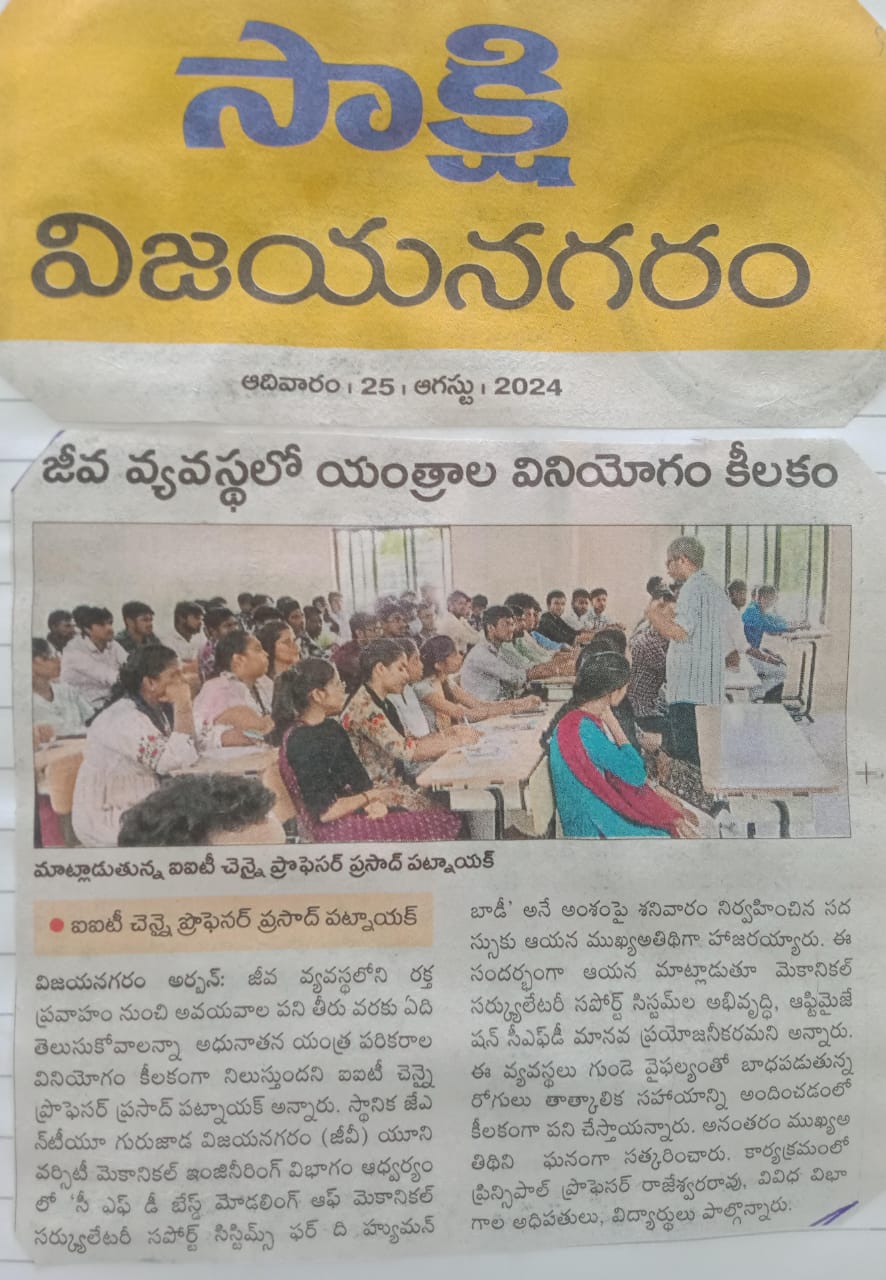 సాక్షి
విజయనగరం
ఆదివారం । 25 । ఆగస్టు । 2024
జీవ వ్యవస్థలో యంత్రాల వినియోగం కీలకం
మాట్లాడుతున్న ఐఐటీ చెన్నై ప్రొఫెసర్ ప్రసాద్ పట్నాయక్
● ఐఐటీ చెన్నై ప్రొఫెసర్ ప్రసాద్ పట్నాయక్
విజయనగరం అర్బన్: జీవ వ్యవస్థలోని రక్త
ప్రవాహం నుంచి అవయవాల పని తీరు వరకు ఏది
తెలుసుకోవాలన్నా అధునాతన యంత్ర పరికరాల
వినియోగం కీలకంగా నిలుస్తుందని ఐఐటీ చెన్నై
ప్రొఫెసర్ ప్రసాద్ పట్నాయక్ అన్నారు. స్థానిక జేఎ
న్‌టీయూ గురుజాడ విజయనగరం (జీవీ) యూని
వర్సిటీ మెకానికల్ ఇంజినీరింగ్ విభాగం ఆధ్వర్యం
లో ‘సీ ఎఫ్ డీ బేస్డ్ మోడలింగ్ ఆఫ్ మెకానికల్
సర్క్యులేటరీ సపోర్ట్ సిస్టిమ్స్ ఫర్ ది హ్యుమన్
బాడీ’ అనే అంశంపై శనివారం నిర్వహించిన సద
స్సుకు ఆయన ముఖ్యఅతిథిగా హాజరయ్యారు. ఈ
సందర్భంగా ఆయన మాట్లాడుతూ మెకానికల్
సర్క్యులేటరీ సపోర్ట్ సిస్టమ్‌ల అభివృద్ధి, ఆప్టిమైజే
షన్ సీఎఫ్‌డీ మానవ ప్రయోజనీకరమని అన్నారు.
ఈ వ్యవస్థలు గుండె వైఫల్యంతో బాధపడుతున్న
రోగులు తాత్కాలిక సహాయాన్ని అందించడంలో
కీలకంగా పని చేస్తాయన్నారు. అనంతరం ముఖ్యఅ
తిథిని ఘనంగా సత్కరించారు. కార్యక్రమంలో
ప్రిన్సిపాల్ ప్రొఫెసర్ రాజేశ్వరరావు, వివిధ విభా
గాల అధిపతులు, విద్యార్థులు పాల్గొన్నారు.